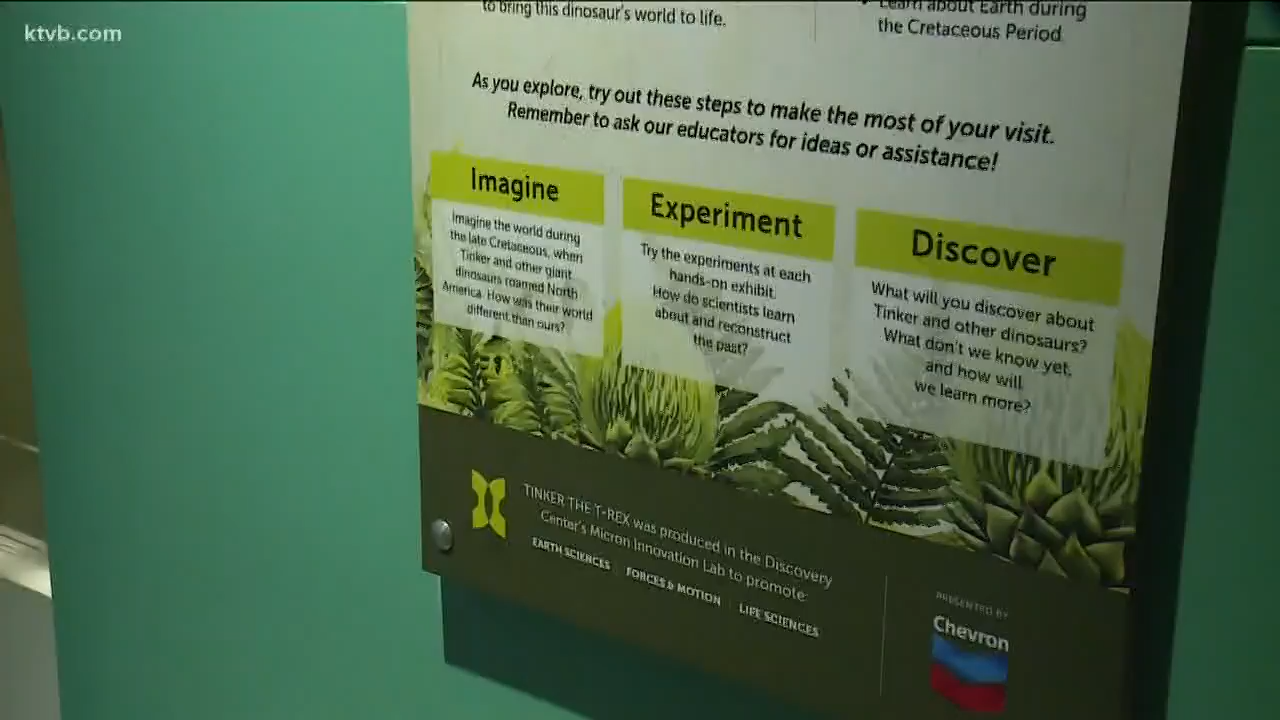 ktvb.com
to bring this dinosaur's world to life.
Learn about Earth during
the Cretaceous Period
As you explore, try out these steps to make the most of your visit.
Remember to ask our educators for ideas or assistance!
Imagine
Imagine the world during
the late Cretaceous, when
Tinker and other giant
dinosaurs roamed North
America. How was their world
different than ours?
Experiment
Try the experiments at each
hands-on exhibit.
How do scientists learn
about and reconstruct
the past?
Discover
What will you discover about
Tinker and other dinosaurs?
What don't we know yet,
and how will
we learn more?
TINKER THE T-REX was produced in the Discovery
Center's Micron Innovation Lab to promote:
EARTH SCIENCES FORCES & MOTION LIFE SCIENCES
PRESENTED BY
Chevron